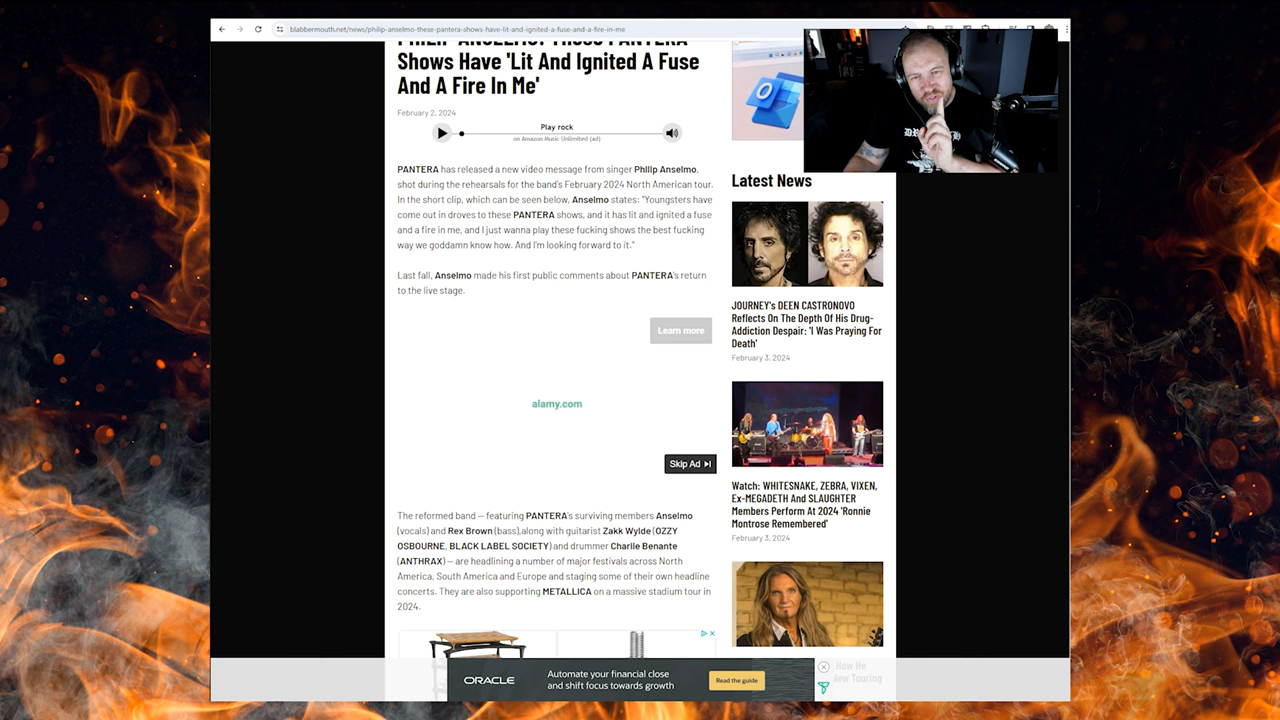 blabbermouth.net/news/philip-anselmo-these-pantera-shows-have-lit-and-ignited-a-fuse-and-a-fire-in-me
Shows Have 'Lit And Ignited A Fuse
And A Fire In Me'
February 2, 2024
Play rock
on Amazon Music Unlimited (ad)
PANTERA has released a new video message from singer Philip Anselmo,
shot during the rehearsals for the band's February 2024 North American tour.
In the short clip, which can be seen below, Anselmo states: "Youngsters have
come out in droves to these PANTERA shows, and it has lit and ignited a fuse
and a fire in me, and I just wanna play these fucking shows the best fucking
way we goddamn know how. And I'm looking forward to it."
Last fall, Anselmo made his first public comments about PANTERA's return
to the live stage.
Learn more
alamy.com
Skip Ad
The reformed band — featuring PANTERA's surviving members Anselmo
(vocals) and Rex Brown (bass),along with guitarist Zakk Wylde (OZZY
OSBOURNE, BLACK LABEL SOCIETY) and drummer Charlie Benante
(ANTHRAX) — are headlining a number of major festivals across North
America, South America and Europe and staging some of their own headline
concerts. They are also supporting METALLICA on a massive stadium tour in
2024.
Latest News
JOURNEY's DEEN CASTRONOVO
Reflects On The Depth Of His Drug-
Addiction Despair: 'I Was Praying For
Death'
February 3, 2024
Watch: WHITESNAKE, ZEBRA, VIXEN,
Ex-MEGADETH And SLAUGHTER
Members Perform At 2024 'Ronnie
Montrose Remembered'
February 3, 2024
How He
New Touring
ORACLE
Automate your financial close
and shift focus towards growth
Read the guide